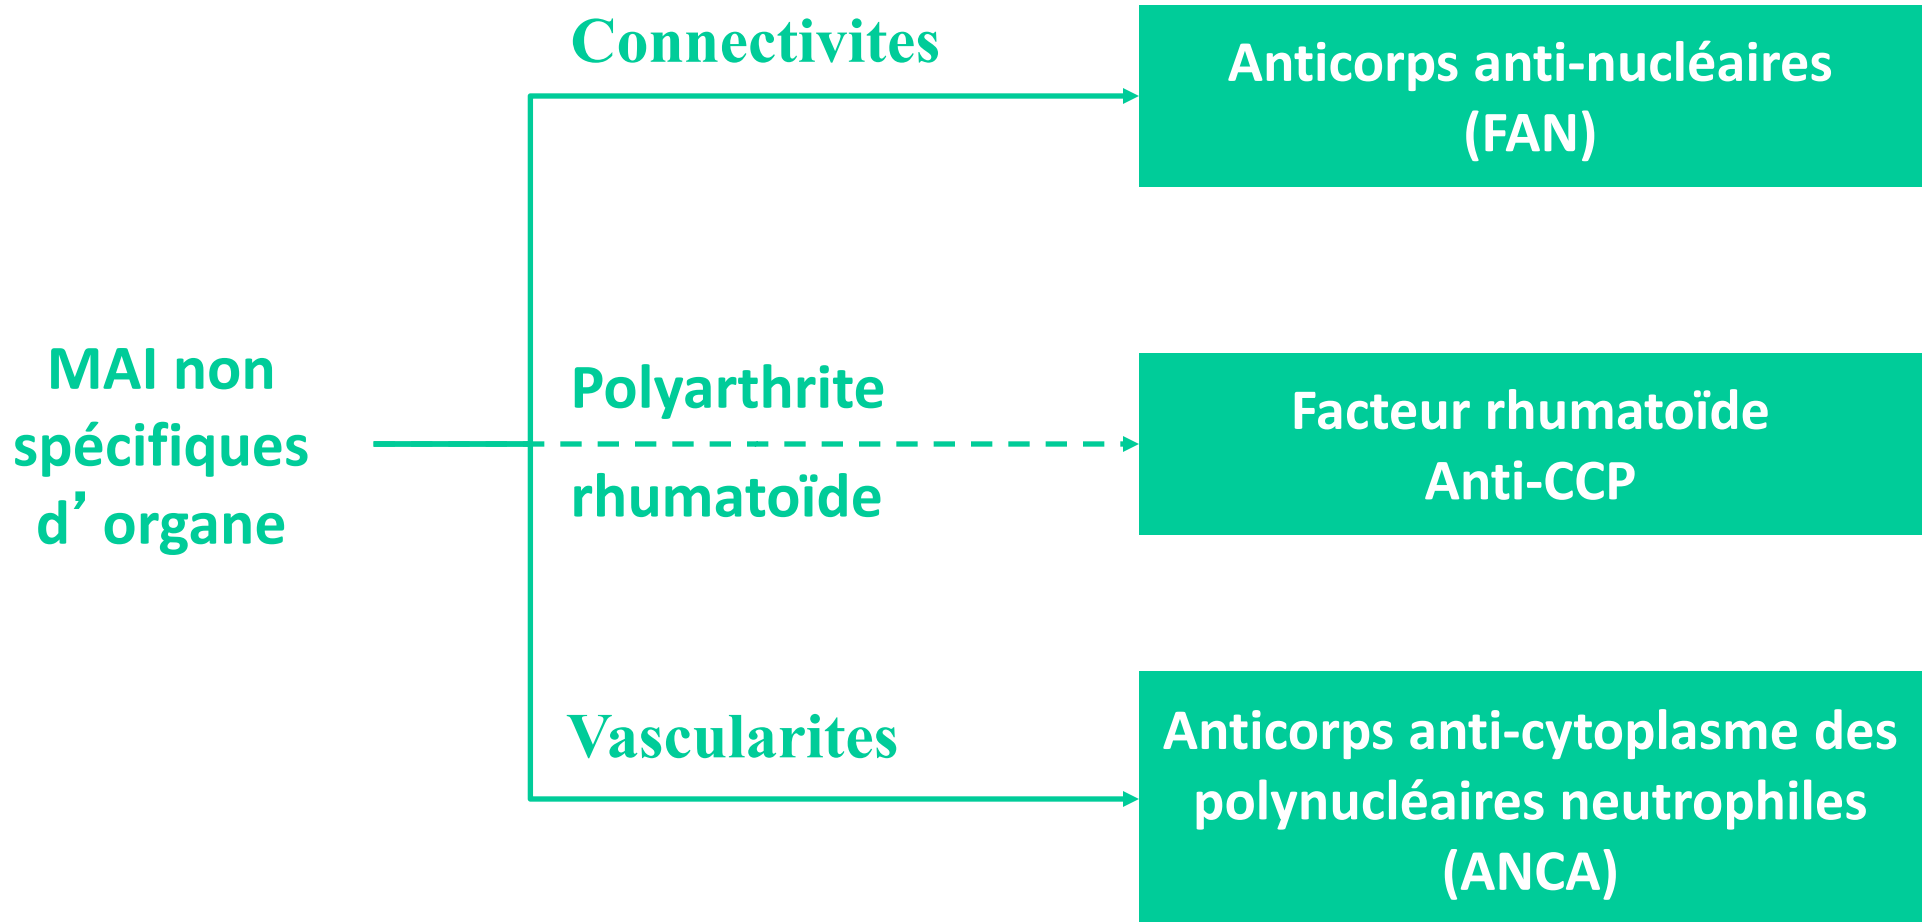 MAI non
spécifiques
d’ organe
Connectivites
Anticorps anti-nucléaires
(FAN)
Polyarthrite
rhumatoïde
Facteur rhumatoïde
Anti-CCP
Vascularites
Anticorps anti-cytoplasme des
polynucléaires neutrophiles
(ANCA)